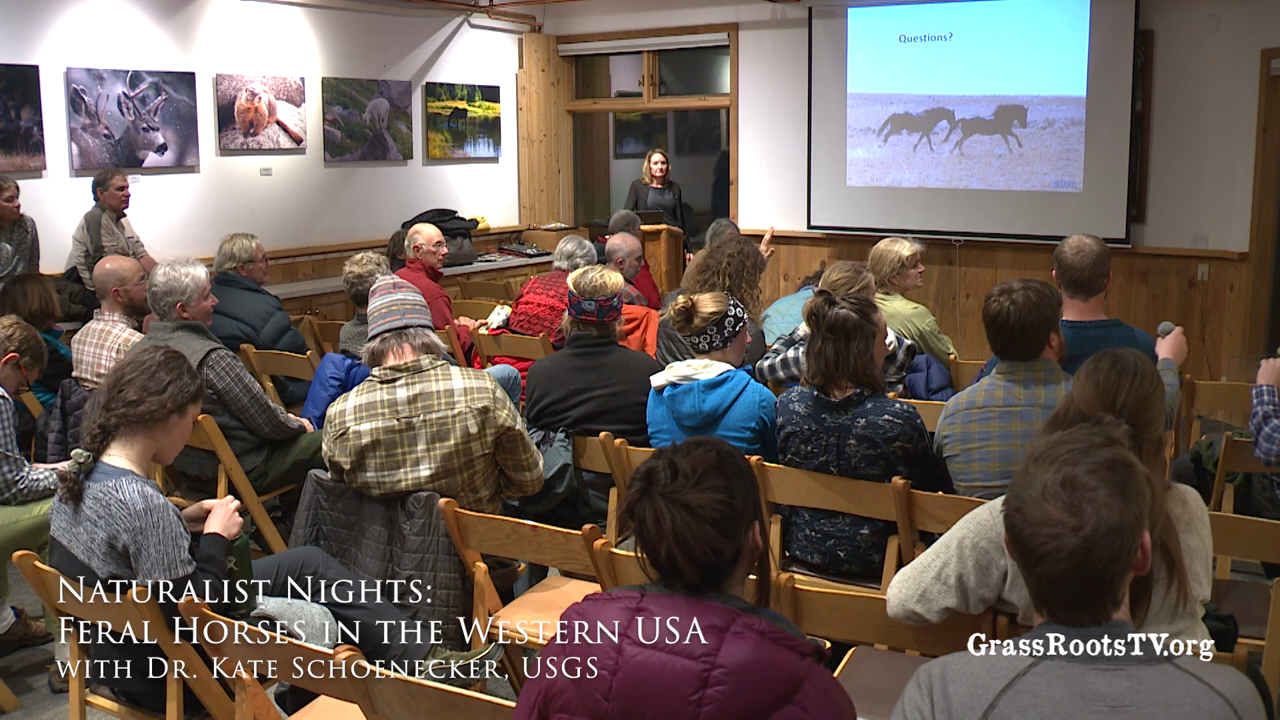 Questions?
Naturalist Nights:
Feral Horses in the Western USA
with Dr. Kate Schoenecker, USGS
GrassRootsTV.org